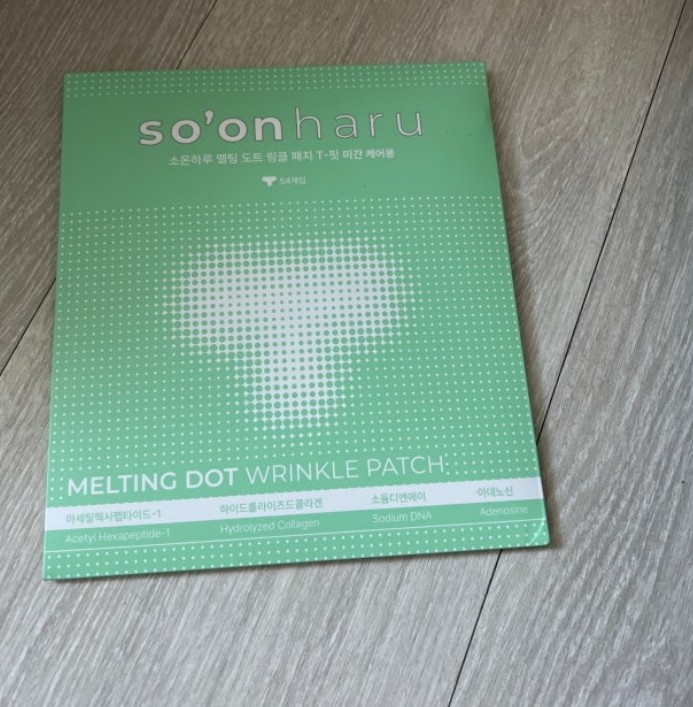 so'onharu
소온하루 멜팅 도트 링클 패치 T-핏 미간 케어용
54개입
MELTING DOT WRINKLE PATCH
아세틸헥사펩타이드-1 하이드롤라이즈드콜라겐 소듐디엔에이 아데노신
Acetyl Hexapeptide-1 Hydrolyzed Collagen Sodium DNA Adenosine